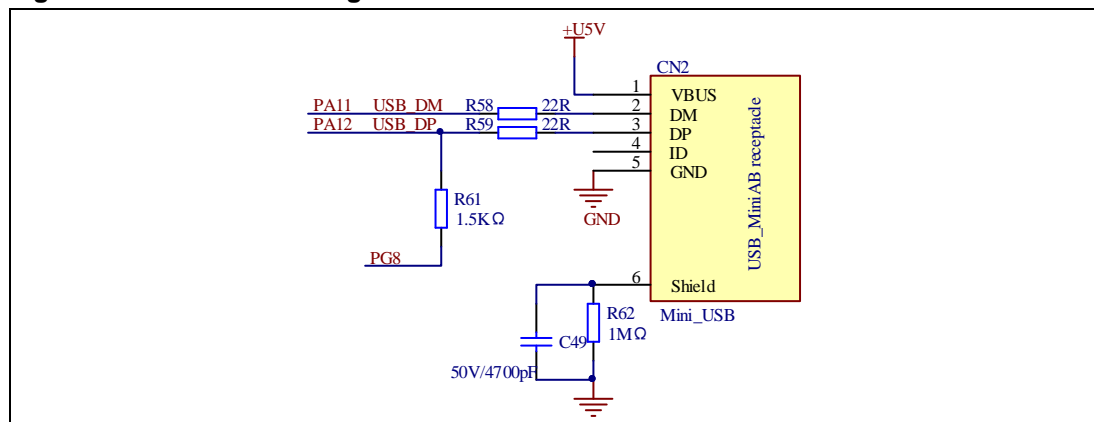 +U5V
CN2
1 VBUS
PA11 USB_DM R58 22R 2 DM
PA12 USB_DP R59 22R 3 DP
4 ID
5 GND
USB_MiniAB receptacle
R61
1.5KΩ
GND
PG8
6 Shield
R62
1MΩ
Mini_USB
C49
50V/4700pF